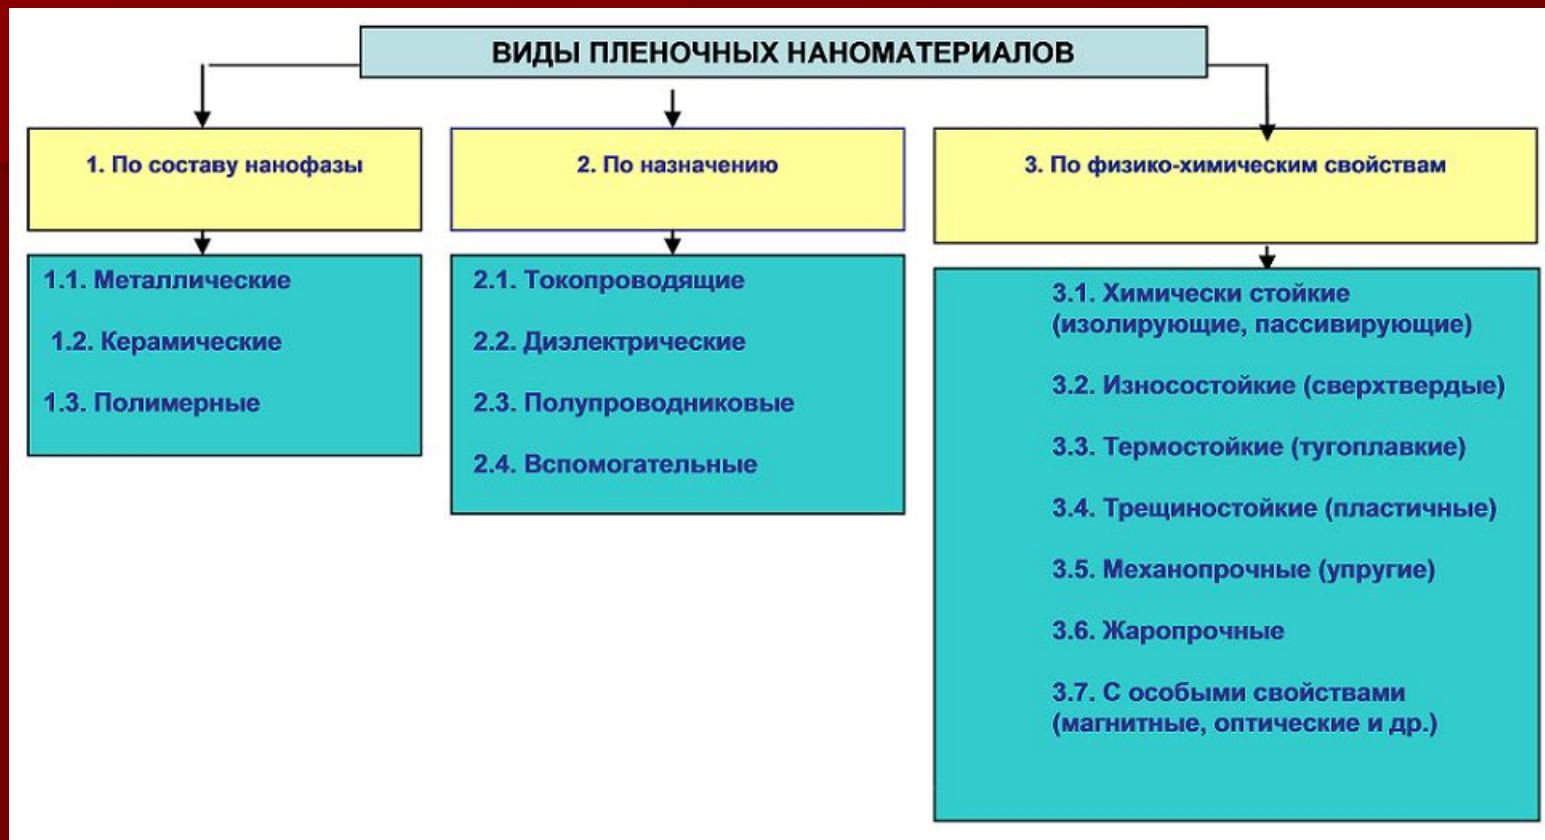 ВИДЫ ПЛЕНОЧНЫХ НАНОМАТЕРИАЛОВ
1. По составу нанофазы
1.1. Металлические
1.2. Керамические
1.3. Полимерные
2. По назначению
2.1. Токопроводящие
2.2. Диэлектрические
2.3. Полупроводниковые
2.4. Вспомогательные
3. По физико-химическим свойствам
3.1. Химически стойкие
(изолирующие, пассивирующие)
3.2. Износостойкие (сверхтвердые)
3.3. Термостойкие (тугоплавкие)
3.4. Трещиностойкие (пластичные)
3.5. Механопрочные (упругие)
3.6. Жаропрочные
3.7. С особыми свойствами
(магнитные, оптические и др.)